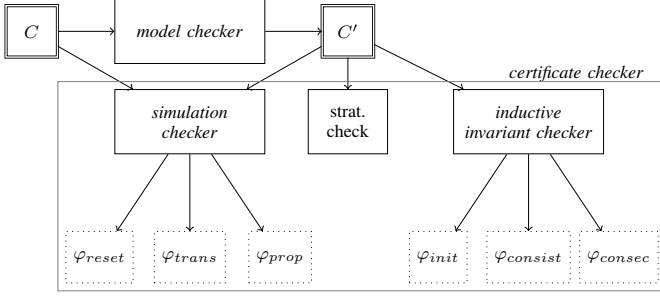 C model checker C′
certificate checker
simulation strat. inductive
checker check invariant checker
φreset φtrans φprop φinit φconsist φconsec